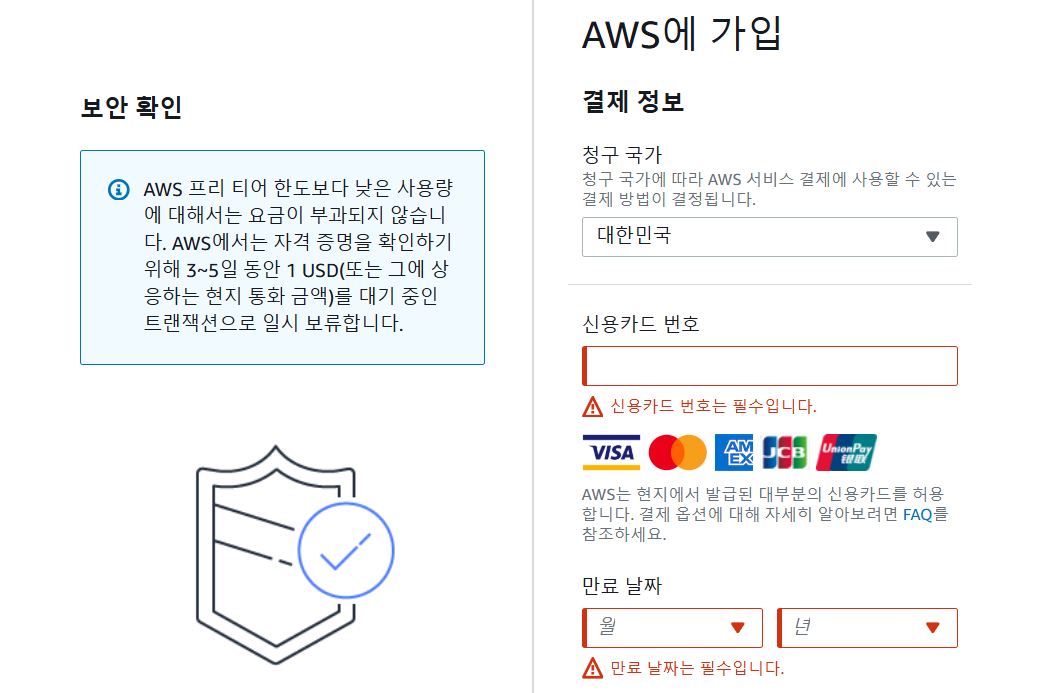 보안 확인
AWS 프리 티어 한도보다 낮은 사용량
에 대해서는 요금이 부과되지 않습니
다. AWS에서는 자격 증명을 확인하기
위해 3~5일 동안 1 USD(또는 그에 상
응하는 현지 통화 금액)를 대기 중인
트랜잭션으로 일시 보류합니다.
AWS에 가입
결제 정보
청구 국가
청구 국가에 따라 AWS 서비스 결제에 사용할 수 있는
결제 방법이 결정됩니다.
대한민국
신용카드 번호
신용카드 번호는 필수입니다.
VISA AMEX JCB UnionPay 银联
AWS는 현지에서 발급된 대부분의 신용카드를 허용
합니다. 결제 옵션에 대해 자세히 알아보려면 FAQ를
참조하세요.
만료 날짜
월 년
만료 날짜는 필수입니다.